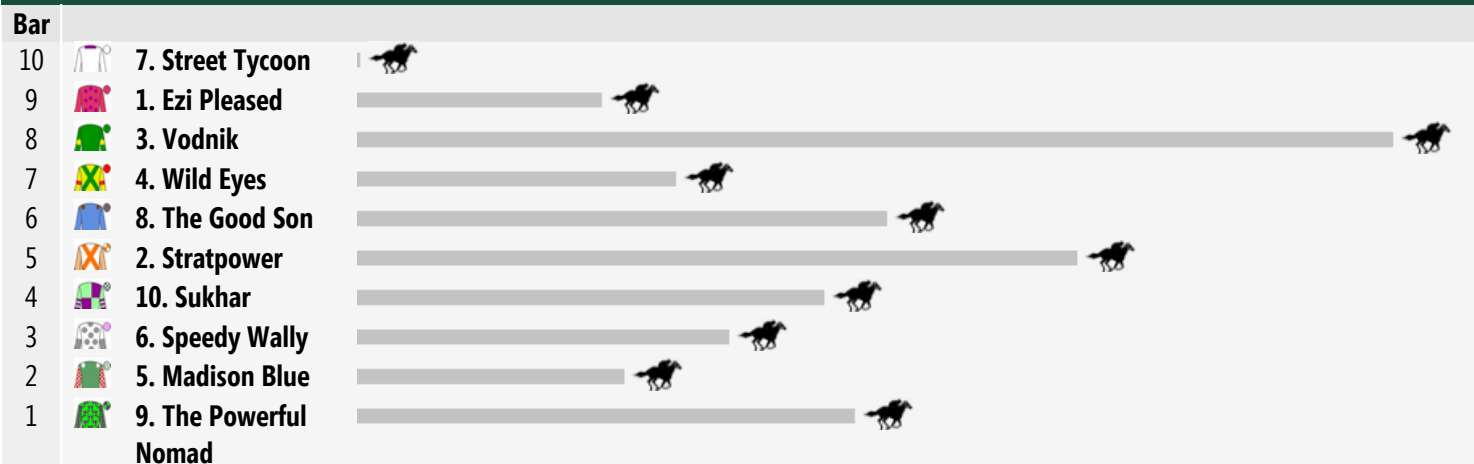 Bar
10 7. Street Tycoon
9 1. Ezi Pleased
8 3. Vodnik
7 4. Wild Eyes
6 8. The Good Son
5 2. Stratpower
4 10. Sukhar
3 6. Speedy Wally
2 5. Madison Blue
1 9. The Powerful
Nomad